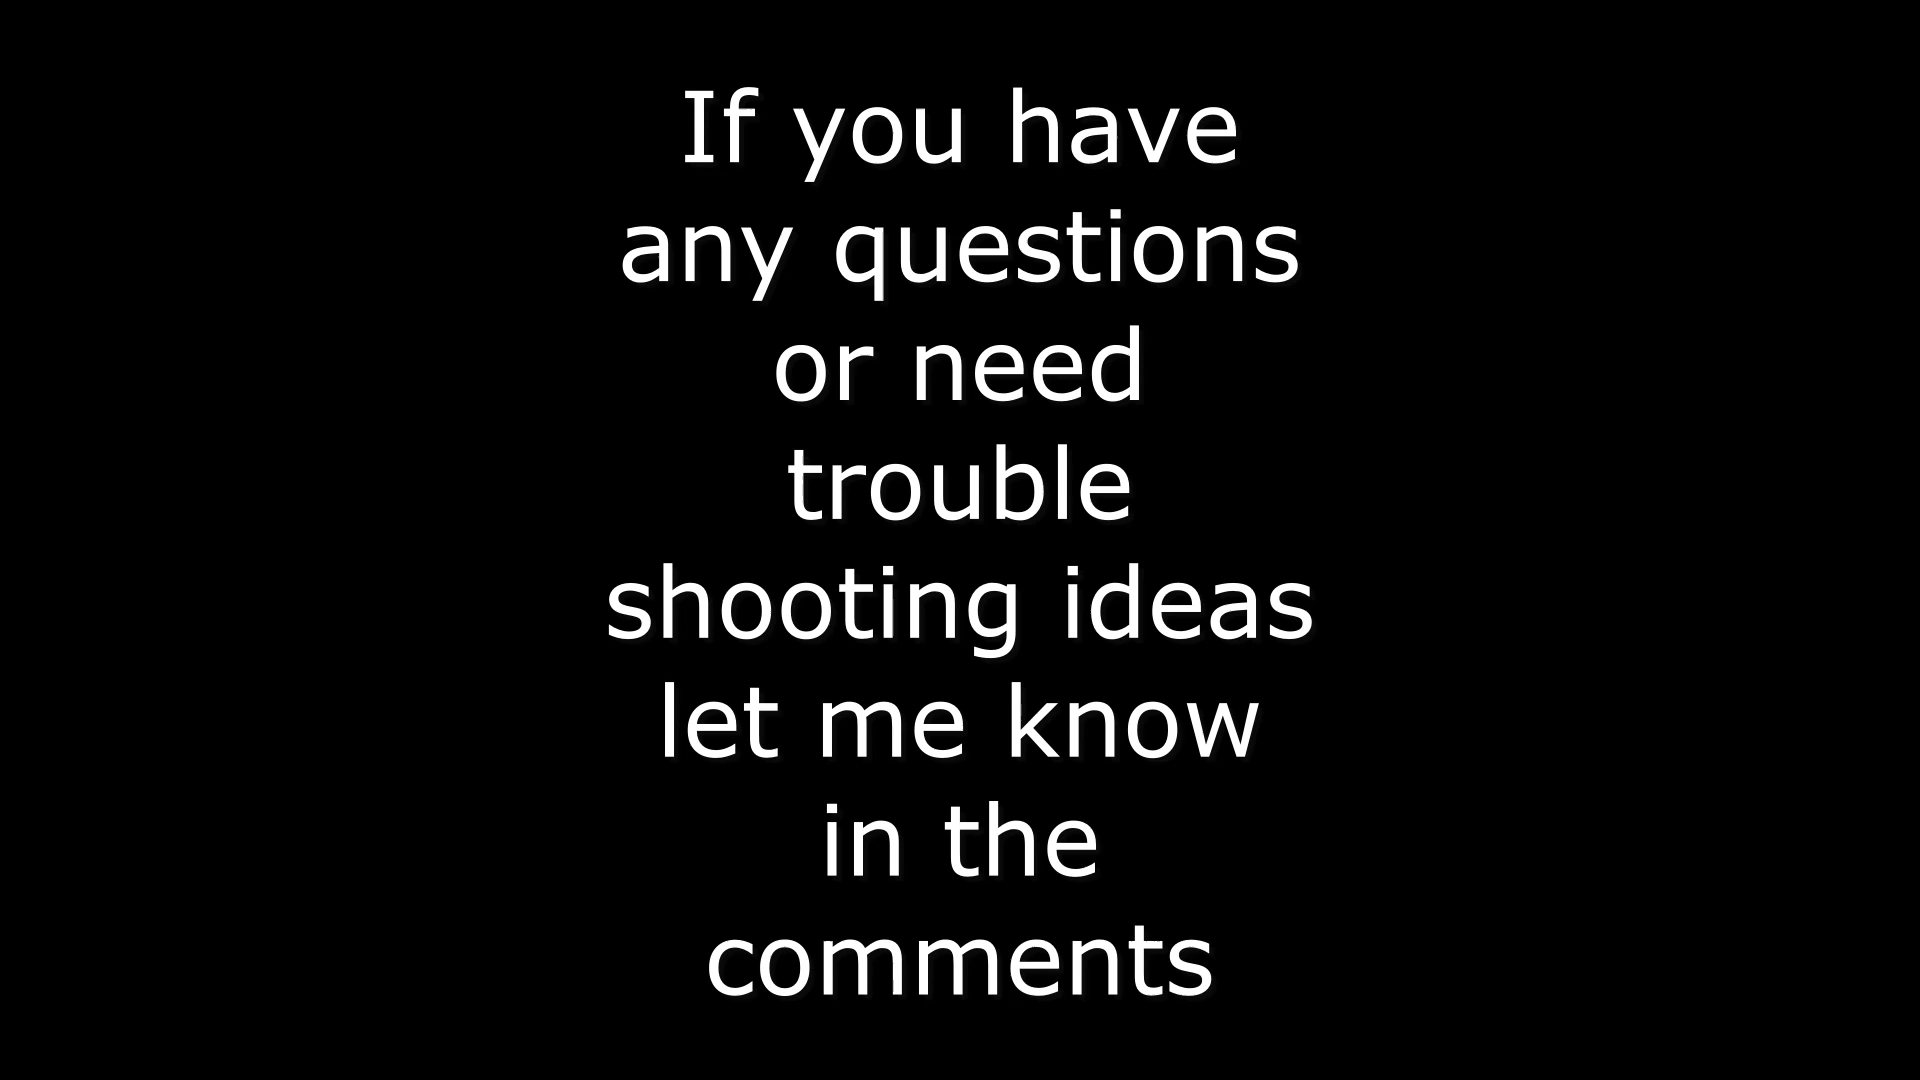 If you have
any questions
or need
trouble
shooting ideas
let me know
in the
comments